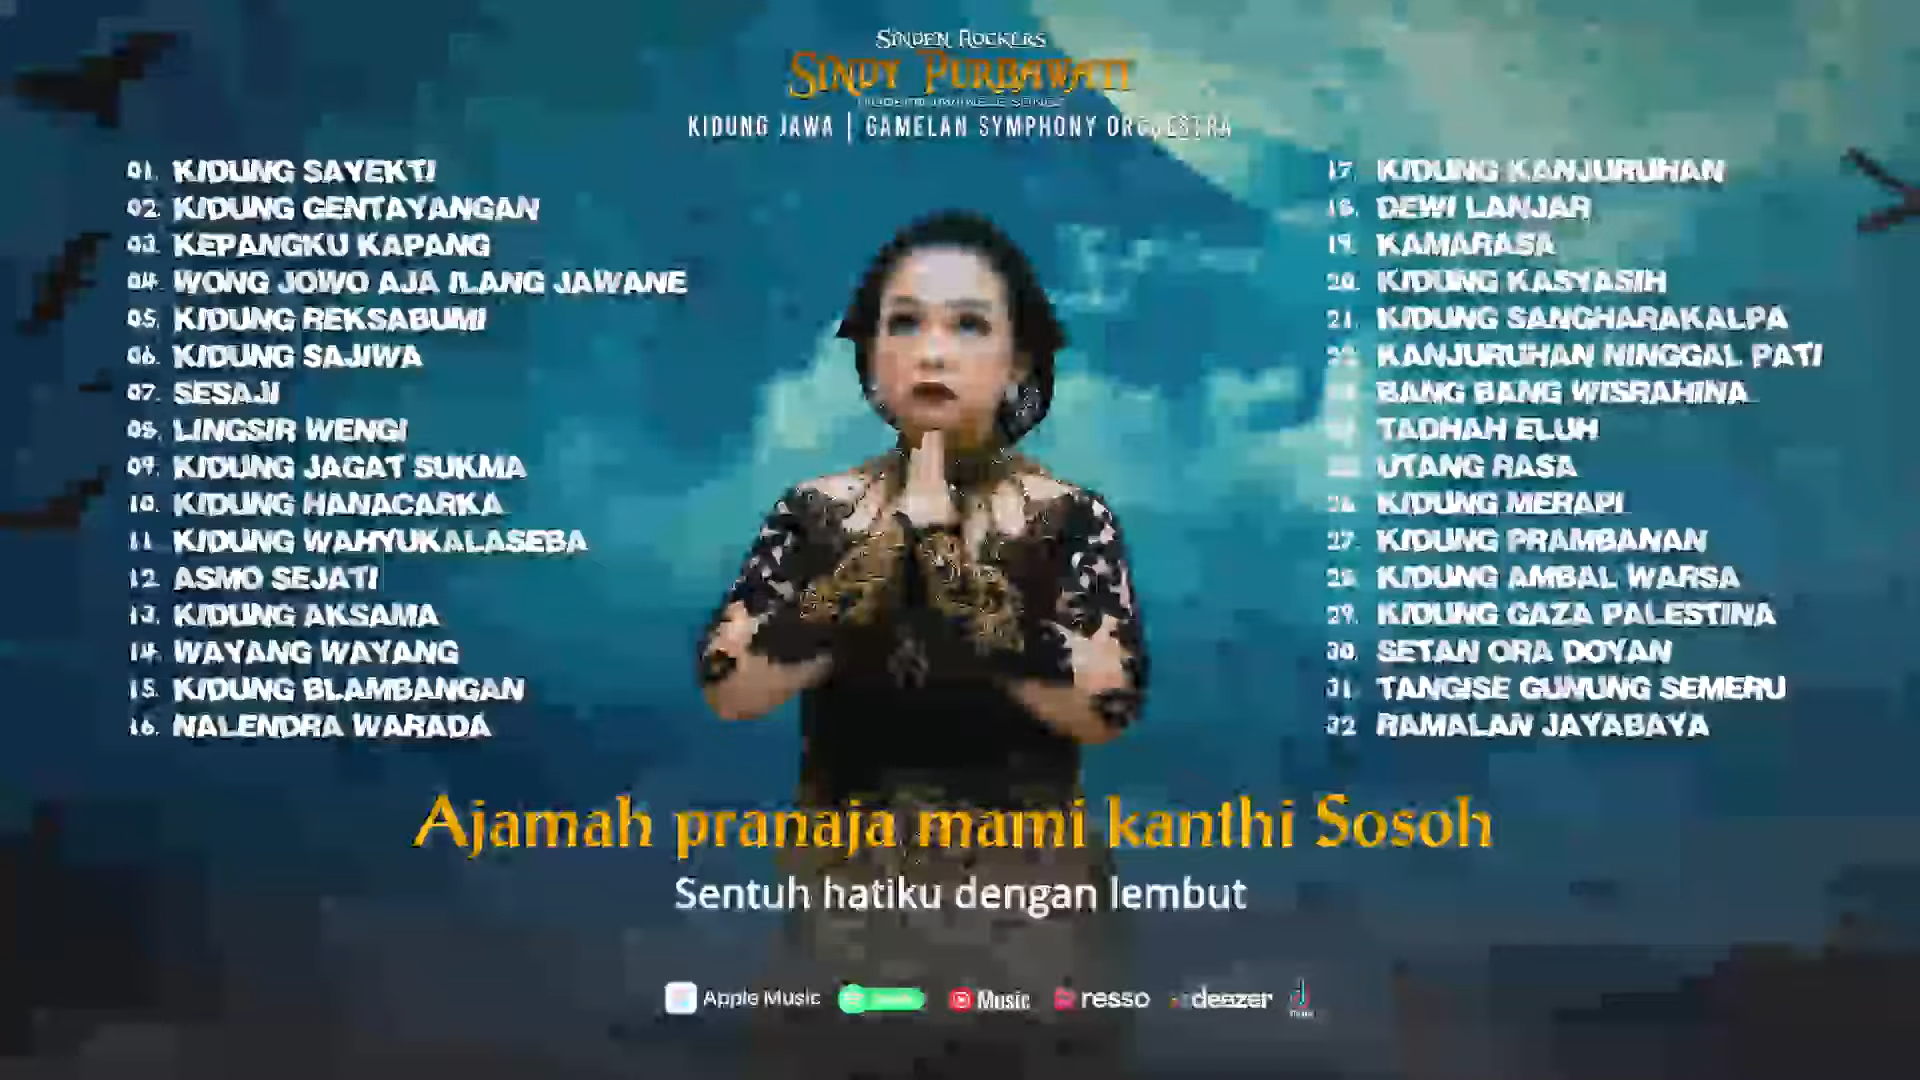 SINDEN ROCKERS
SINDY PURBAWATI
KIDUNG JAWA | GAMELAN SYMPHONY ORCHESTRA
01. KIDUNG SAYEKTI
02. KIDUNG GENTAYANGAN
03. KEPANGKU KAPANG
04. WONG JOWO AJA ILANG JAWANE
05. KIDUNG REKSABUMI
06. KIDUNG SAJIWA
07. SESAJI
08. LINGSIR WENGI
09. KIDUNG JAGAT SUKMA
10. KIDUNG HANACARKA
11. KIDUNG WAHYUKALASEBA
12. ASMO SEJATI
13. KIDUNG AKSAMA
14. WAYANG WAYANG
15. KIDUNG BLAMBANGAN
16. NALENDRA WARADA
17. KIDUNG KANJURUHAN
18. DEWI LANJAR
19. KAMARASA
20. KIDUNG KASYASIH
21. KIDUNG SANGHARAKALPA
22. KANJURUHAN NINGGAL PATI
BANG BANG WISRAHINA
TADHAH ELUH
UTANG RASA
26. KIDUNG MERAPI
27. KIDUNG PRAMBANAN
28. KIDUNG AMBAL WARSA
29. KIDUNG GAZA PALESTINA
30. SETAN ORA DOYAN
31. TANGISE GUNUNG SEMERU
32 RAMALAN JAYABAYA
Ajamah pranaja mami kanthi Sosoh
Sentuh hatiku dengan lembut
Apple Music Music resso deezer